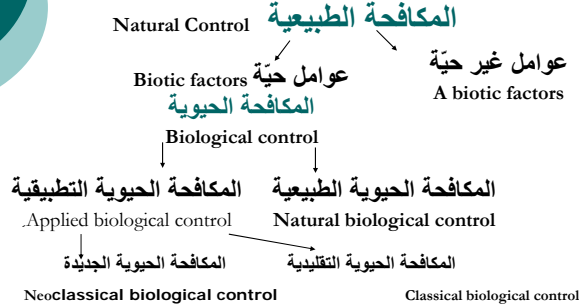 المكافحة الطبيعية Natural Control
عوامل غير حيّة
A biotic factors
عوامل حيّة Biotic factors
المكافحة الحيوية
Biological control
المكافحة الحيوية الطبيعية
Natural biological control
المكافحة الحيوية التطبيقية
Applied biological control
المكافحة الحيوية التقليدية
Classical biological control
المكافحة الحيوية الجديدة
Neoclassical biological control